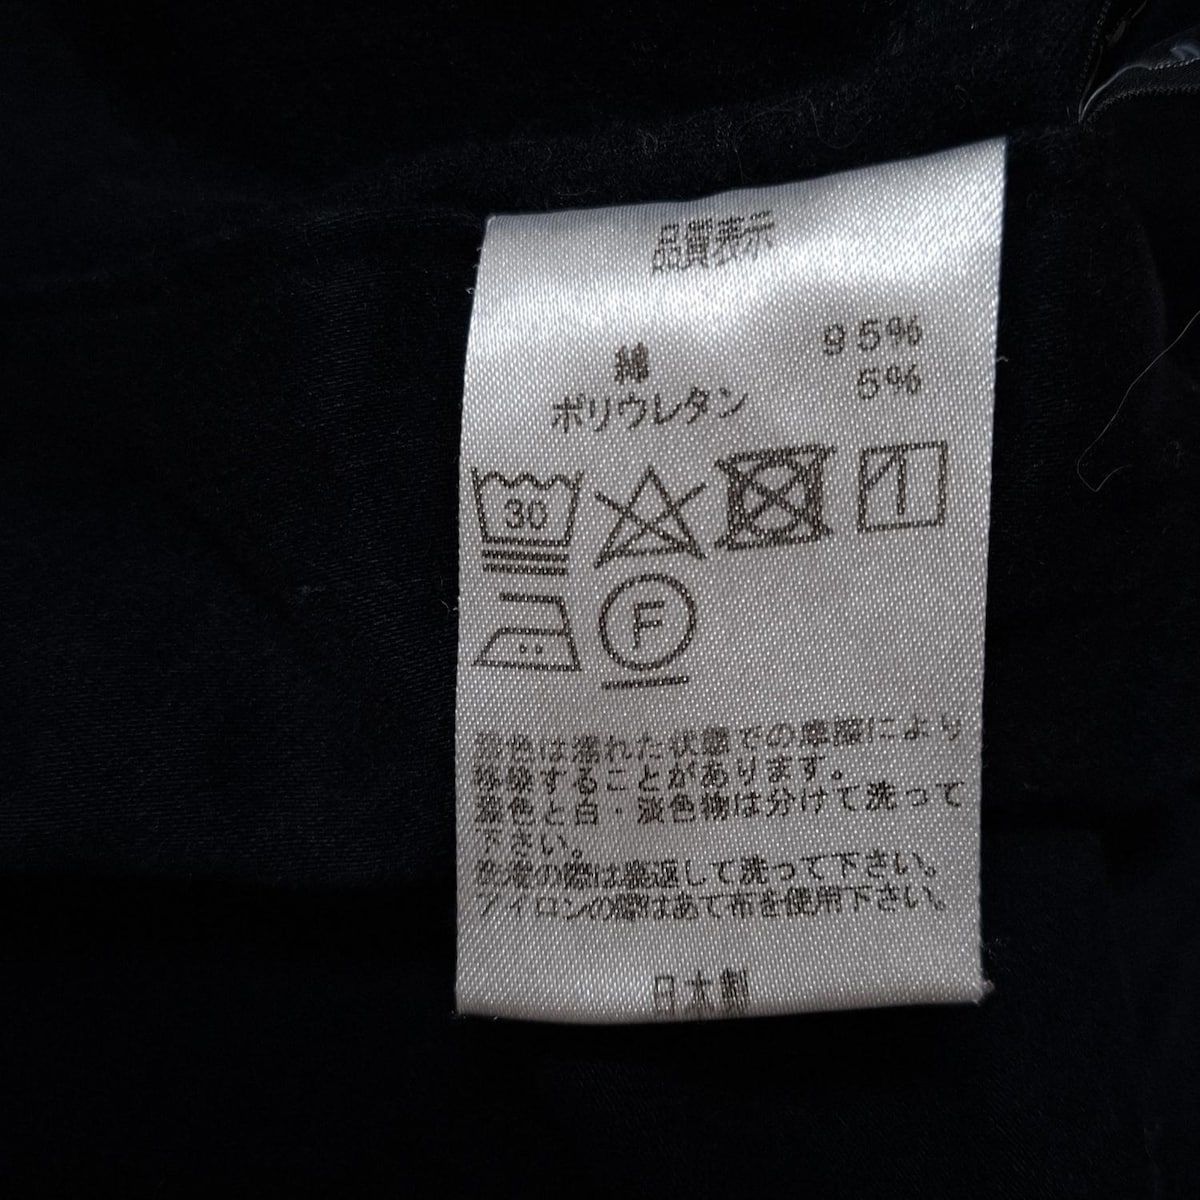 品質表示
綿 95%
ポリウレタン 5%
30
F
濃色は濡れた状態での摩擦により
移染することがあります。
濃色と白・淡色物は分けて洗って
下さい。
お洗濯の際は裏返して洗って下さい。
アイロンの際はあて布を使用下さい。
日本製